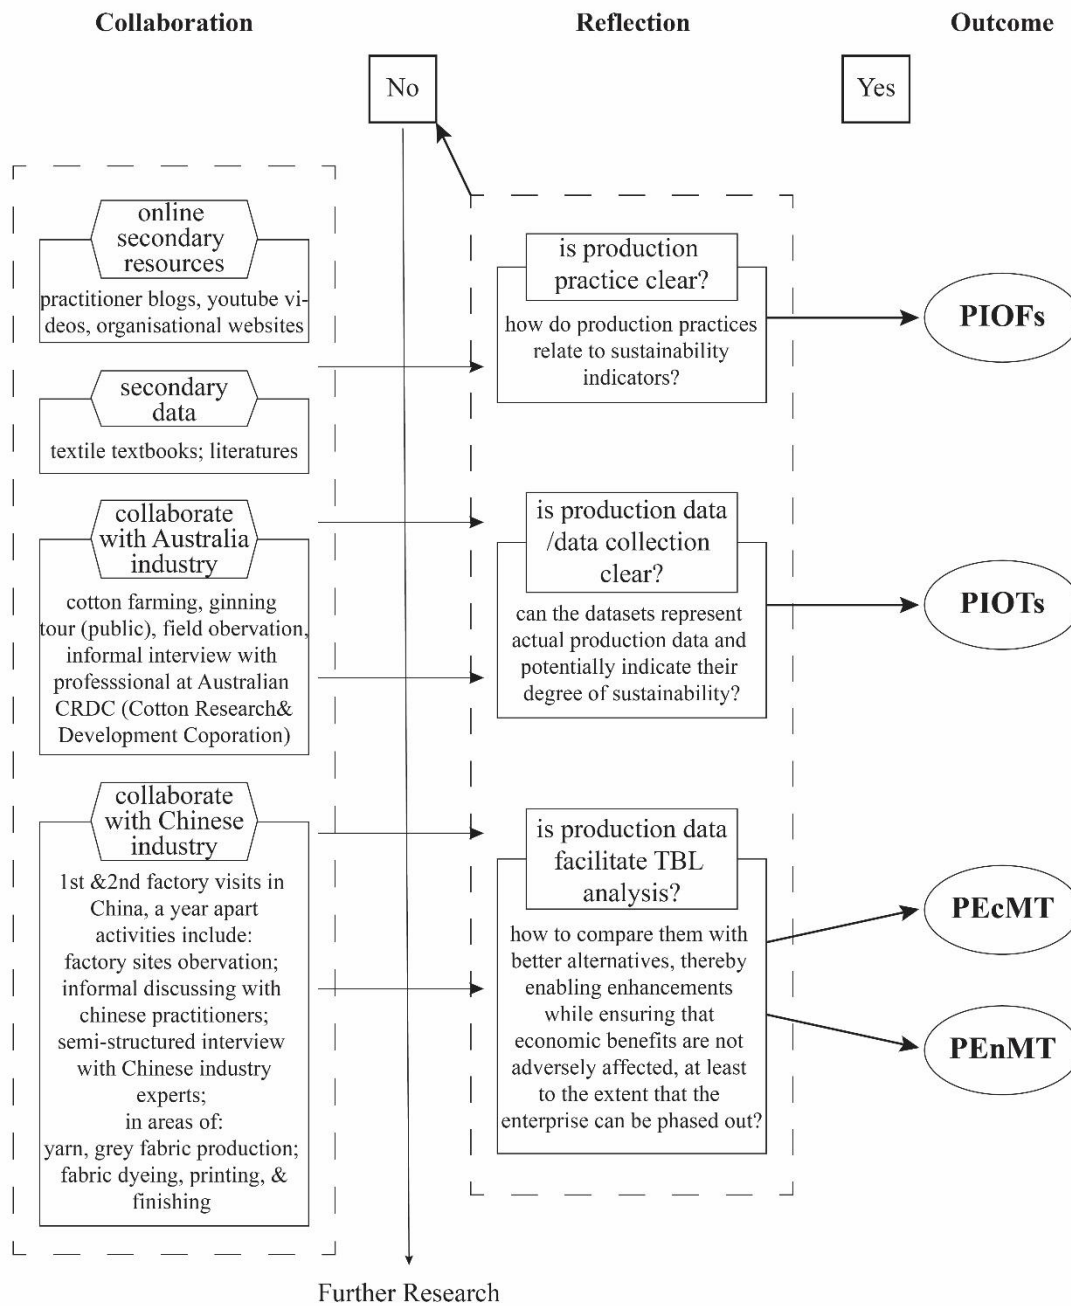 Collaboration
Reflection
Outcome
No
Yes
online
secondary
resources
practitioner blogs, youtube vi-
deos, organisational websites
secondary
data
textile textbooks; literatures
collaborate
with Australia
industry
cotton farming, ginning
tour (public), field obervation,
informal interview with
professsional at Australian
CRDC (Cotton Research&
Development Coporation)
collaborate
with Chinese
industry
1st &2nd factory visits in
China, a year apart
activities include:
factory sites obervation;
informal discussing with
chinese practitioners;
semi-structured interview
with Chinese industry
experts;
in areas of:
yarn, grey fabric production;
fabric dyeing, printing, &
finishing
is production
practice clear?
how do production practices
relate to sustainability
indicators?
is production data
/data collection
clear?
can the datasets represent
actual production data and
potentially indicate their
degree of sustainability?
is production data
facilitate TBL
analysis?
how to compare them with
better alternatives, thereby
enabling enhancements
while ensuring that
economic benefits are not
adversely affected, at least
to the extent that the
enterprise can be phased out?
PIOFs
PIOTs
PEcMT
PEnMT
Further Research